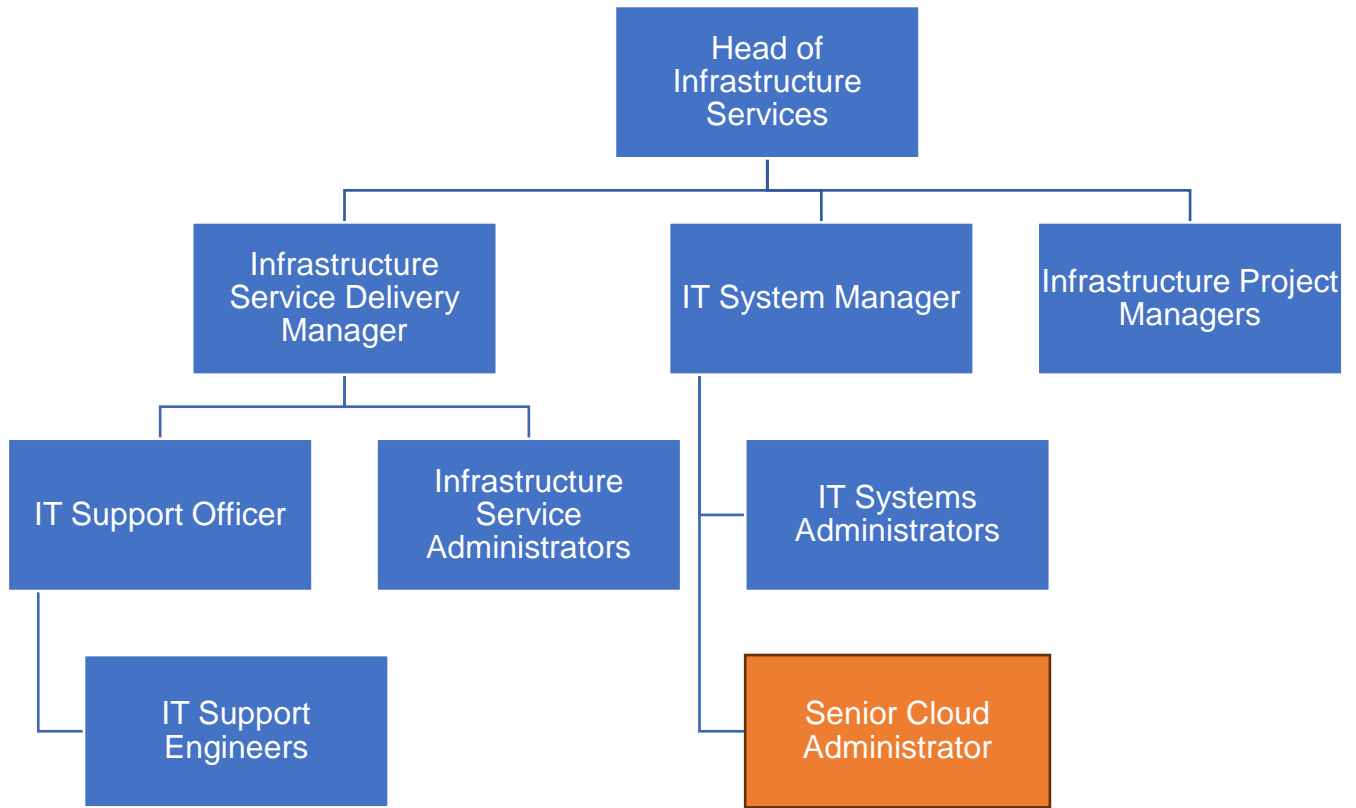 Head of
Infrastructure
Services
Infrastructure
Service Delivery
Manager
IT System Manager
Infrastructure Project
Managers
IT Support Officer
Infrastructure
Service
Administrators
IT Systems
Administrators
IT Support
Engineers
Senior Cloud
Administrator